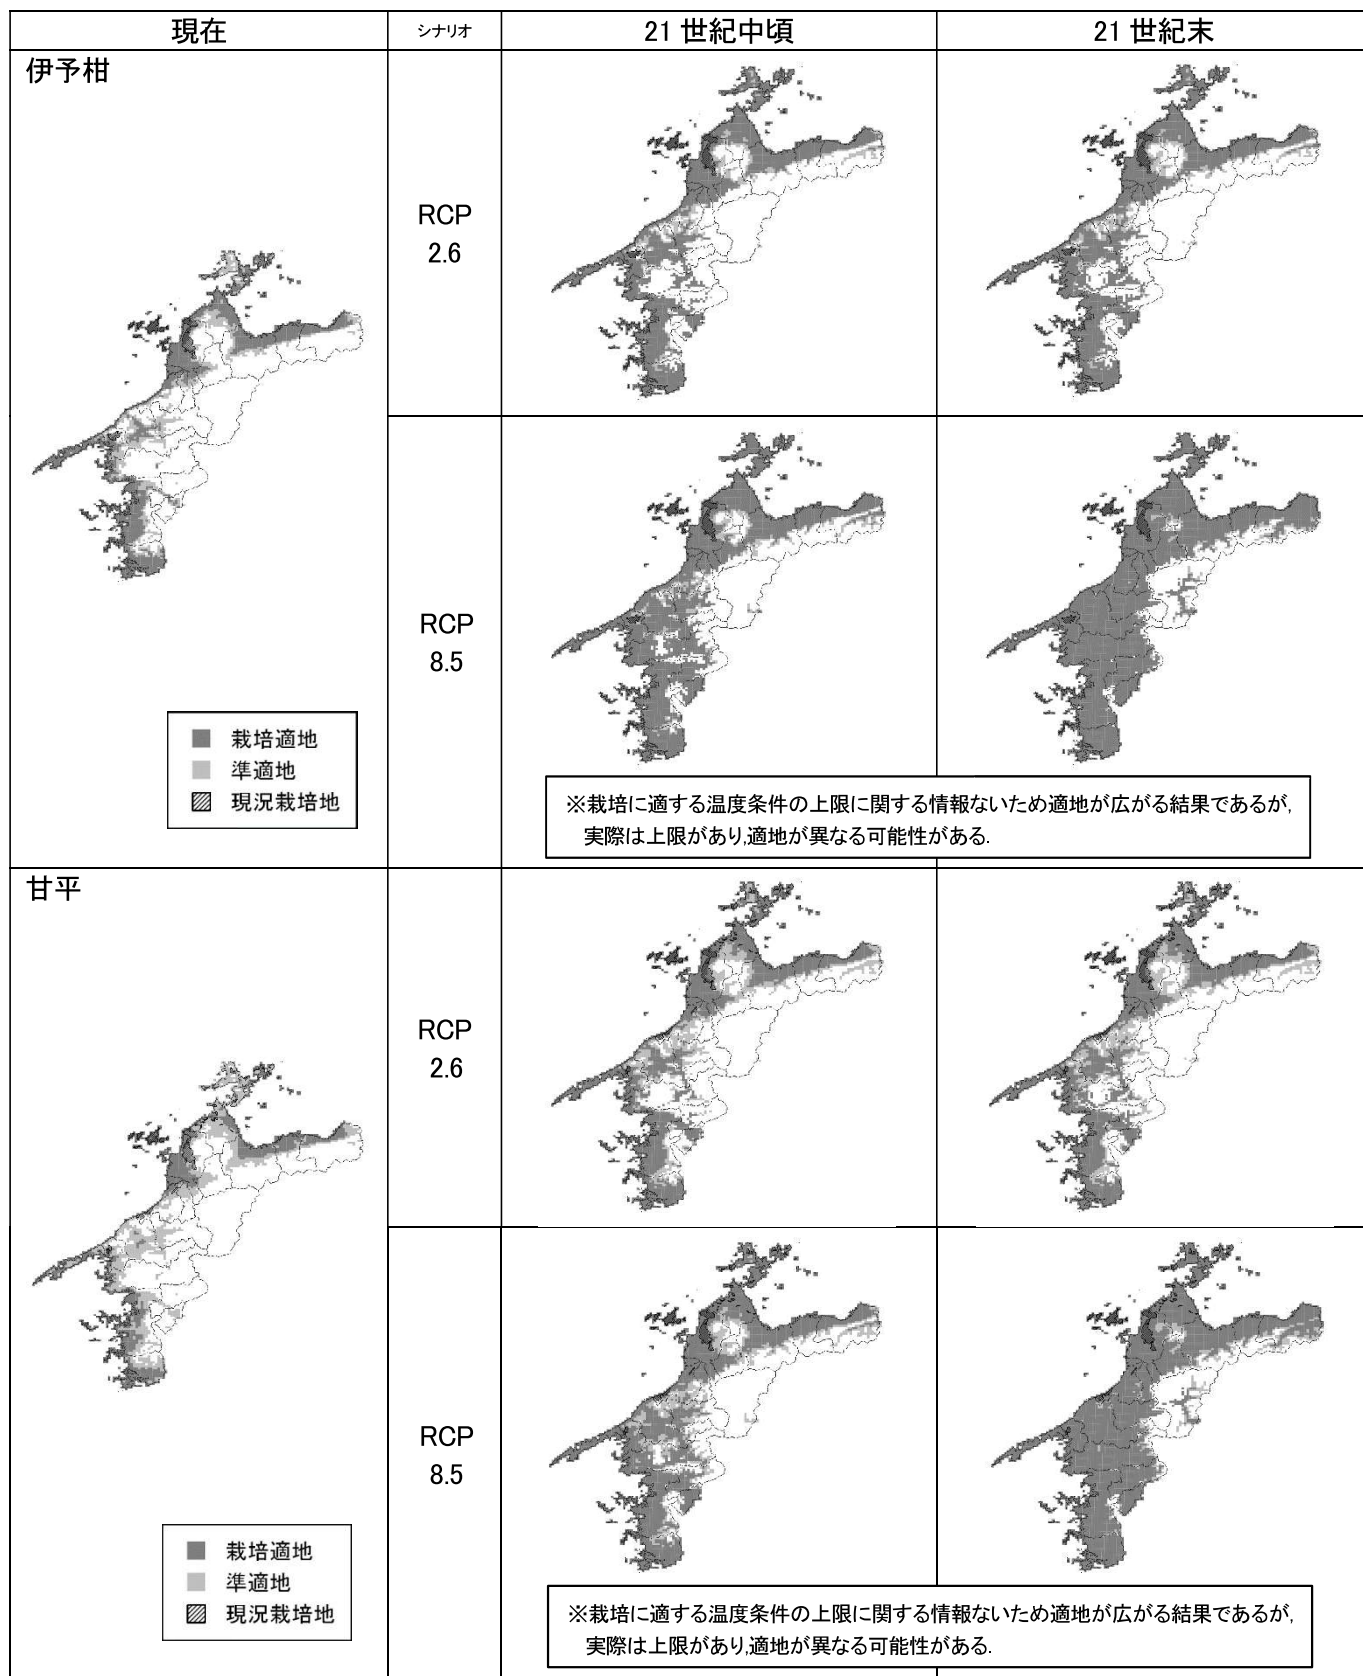 現在 シナリオ 21 世紀中頃 21 世紀末
伊予柑
RCP
2.6
RCP
8.5
栽培適地
準適地
現況栽培地
※栽培に適する温度条件の上限に関する情報ないため適地が広がる結果であるが,
実際は上限があり,適地が異なる可能性がある.
甘平
RCP
2.6
RCP
8.5
栽培適地
準適地
現況栽培地
※栽培に適する温度条件の上限に関する情報ないため適地が広がる結果であるが,
実際は上限があり,適地が異なる可能性がある.